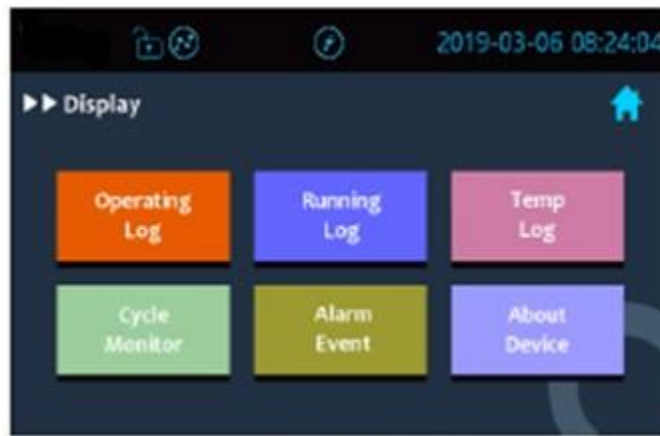 2019-03-06 08:24:04
Display
Operating
Log
Running
Log
Temp
Log
Cycle
Monitor
Alarm
Event
About
Device